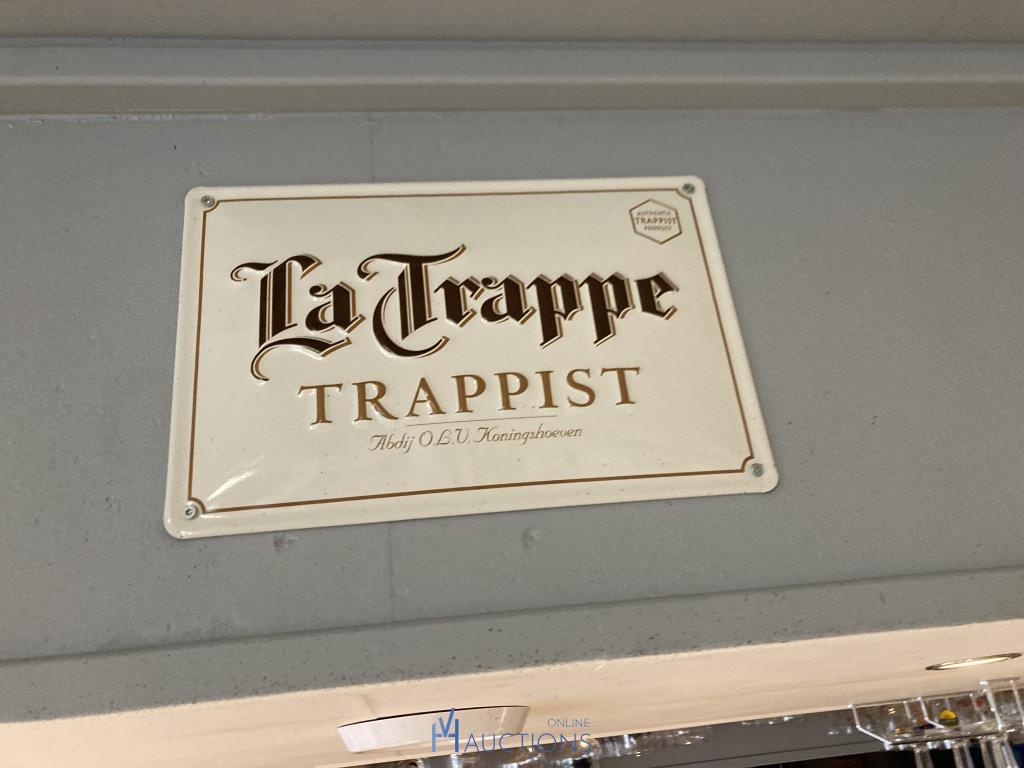 AUTHENTIC
TRAPPIST
PRODUCT
La Trappe
TRAPPIST
Abdij O.L.V. Koningshoeven
ONLINE
AUCTIONS